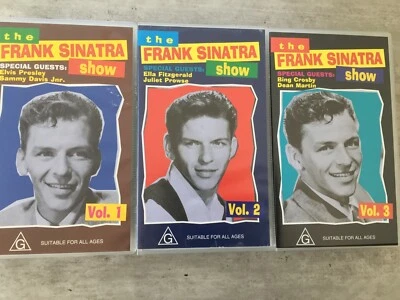 the
FRANK SINATRA
SPECIAL GUESTS: show
Elvis Presley
Sammy Davis Jnr.
Vol. 1
G SUITABLE FOR ALL AGES
the
FRANK SINATRA
SPECIAL GUESTS: show
Ella Fitzgerald
Juliet Prowse
Vol. 2
G SUITABLE FOR ALL AGES
the
FRANK SINATRA
SPECIAL GUESTS: show
Bing Crosby
Dean Martin
Vol. 3
G SUITABLE FOR ALL AGES